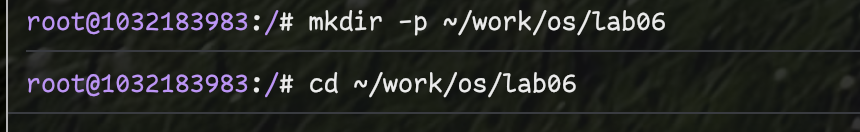 root@1032183983:/# mkdir -p ~/work/os/lab06
root@1032183983:/# cd ~/work/os/lab06